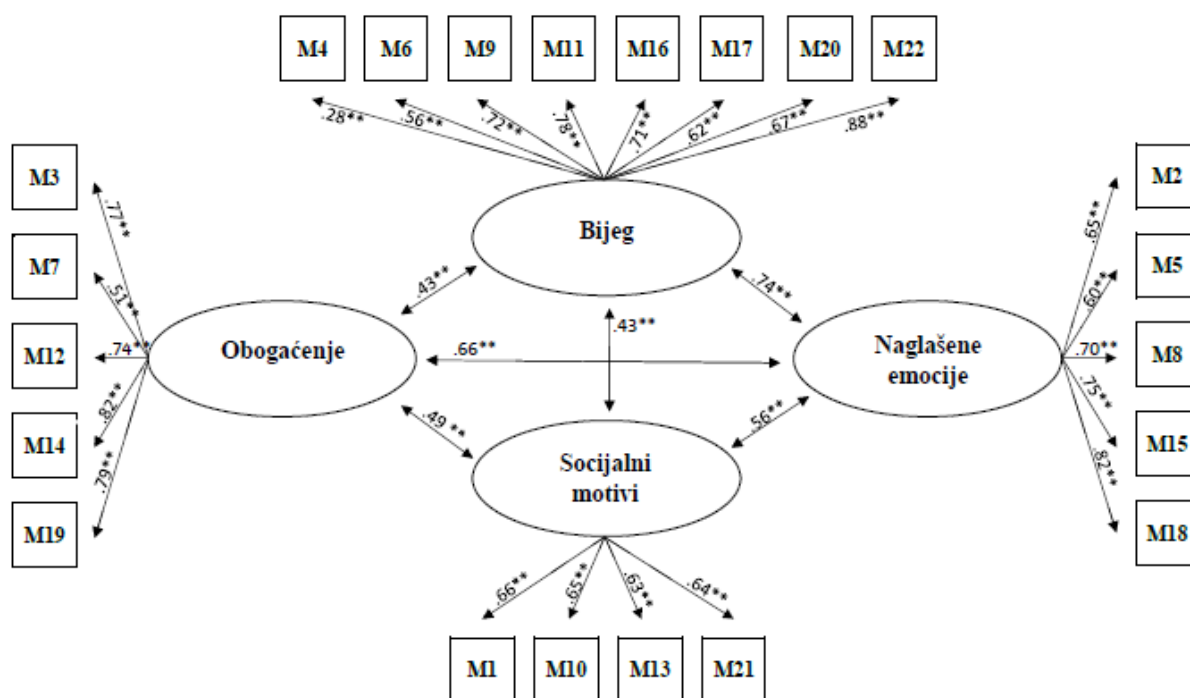 M4 M6 M9 M11 M16 M17 M20 M22
.28** .56** .72** .78** .71** .62** .67** .88**
M3
.77**
M7
.51**
M12
.74**
M14
.82**
M19
.79**
Bijeg
M2
.65**
M5
.60**
M8
.70**
M15
.75**
M18
.82**
.43**
.74**
Obogaćenje
.66**
.43**
Naglašene
emocije
.49 **
.56**
Socijalni
motivi
.66** .65** .63** .64**
M1 M10 M13 M21